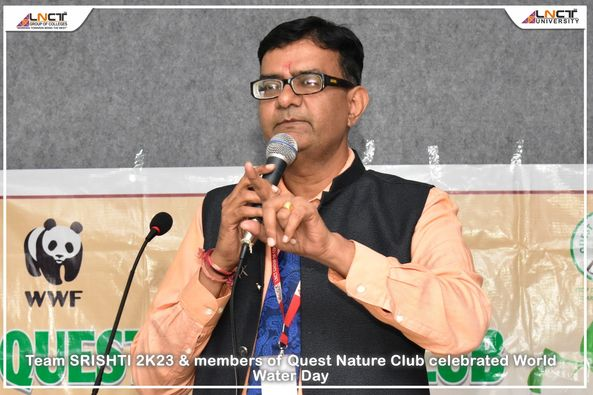 LNCT
GROUP OF COLLEGES
LNCT
UNIVERSITY
WWF
QUEST
CLUB
Team SRISHTI 2K23 & members of Quest Nature Club celebrated World
Water Day